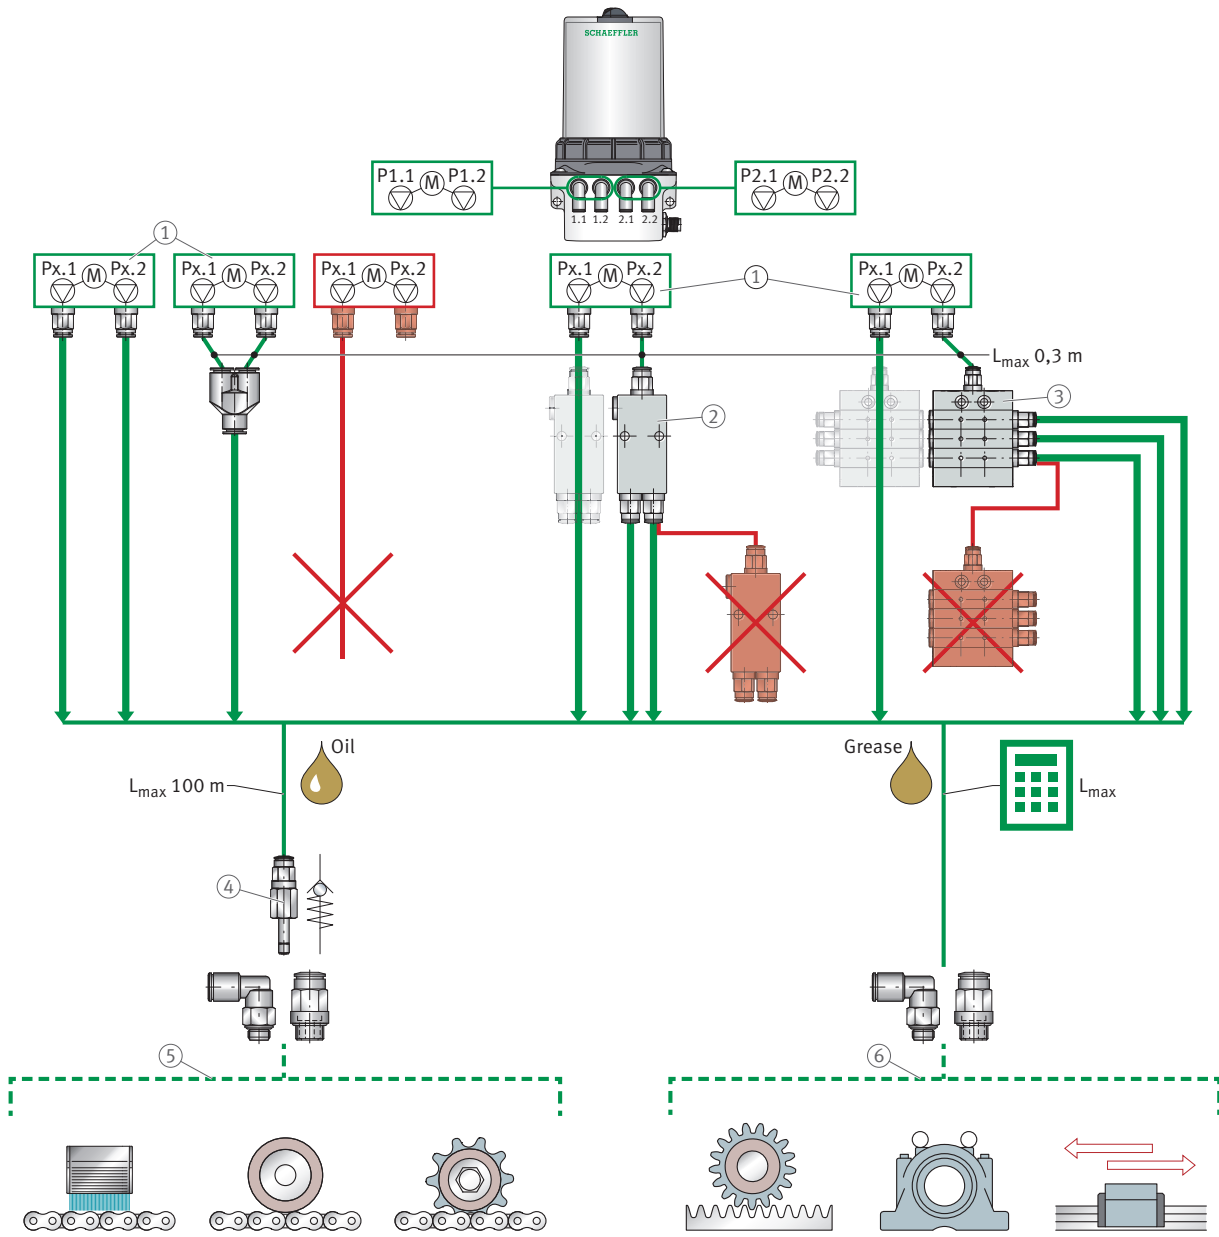 SCHAEFFLER
P1.1 M P1.2
P2.1 M P2.2
1.1 1.2 2.1 2.2
1
Px.1 M Px.2
Px.1 M Px.2
Px.1 M Px.2
Px.1 M Px.2
1
Px.1 M Px.2
Lmax 0,3 m
2
3
Oil
Grease
Lmax 100 m
Lmax
4
5
6